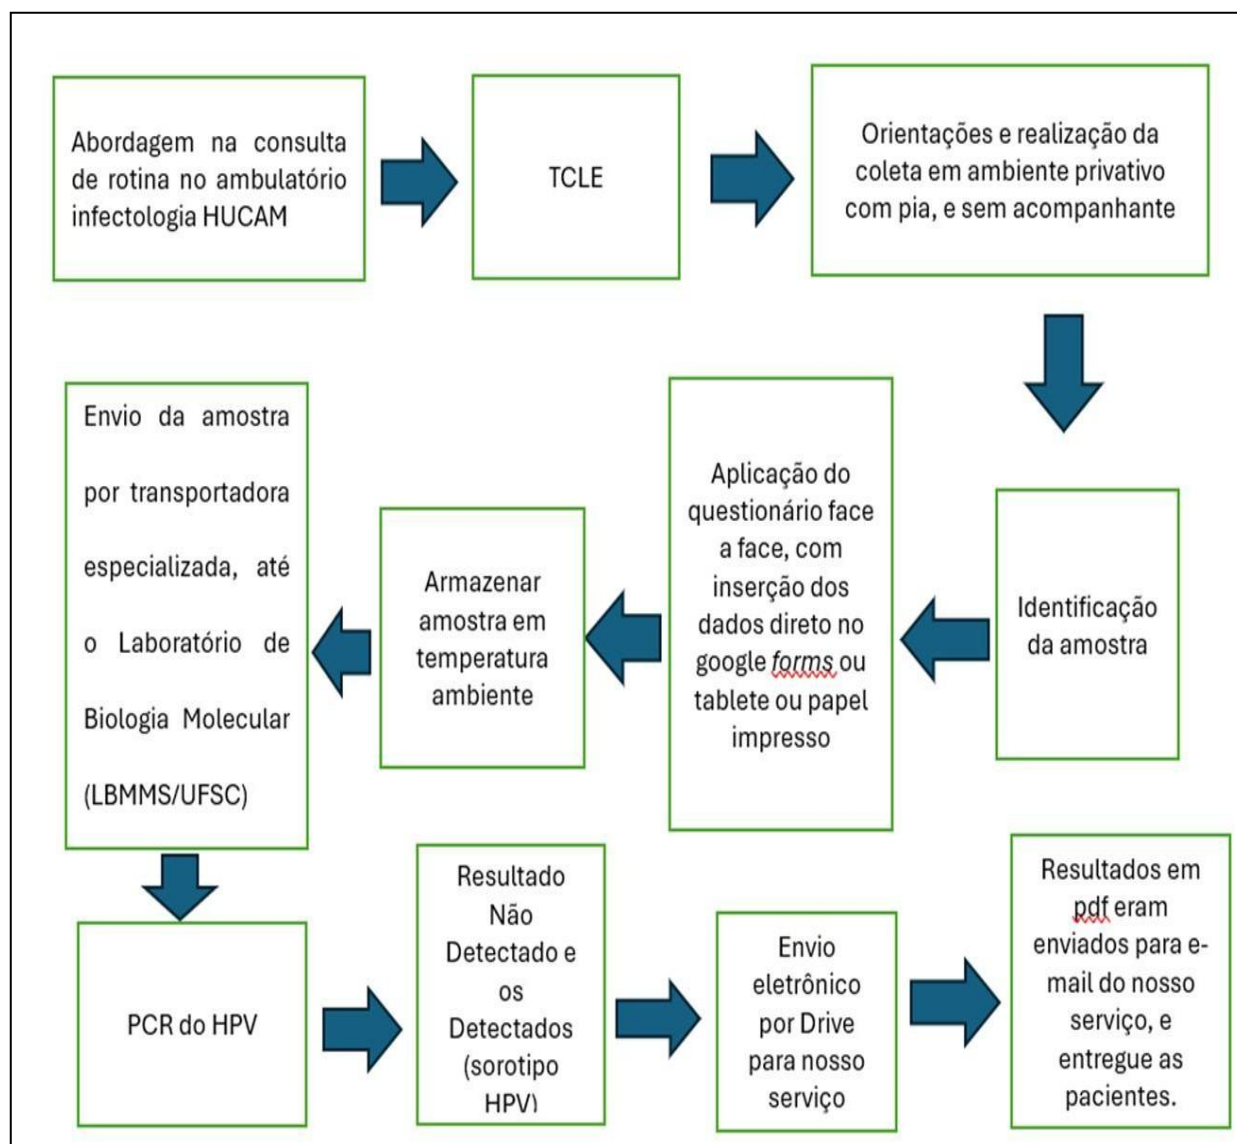 Abordagem na consulta
de rotina no ambulatório
infectologia HUCAM
TCLE
Orientações e realização da
coleta em ambiente privativo
com pia, e sem acompanhante
Identificação
da amostra
Aplicação do
questionário face
a face, com
inserção dos
dados direto no
google forms ou
tablete ou papel
impresso
Armazenar
amostra em
temperatura
ambiente
Envio da amostra
por transportadora
especializada, até
o Laboratório de
Biologia Molecular
(LBMMS/UFSC)
PCR do HPV
Resultado
Não
Detectado e
os
Detectados
(sorotipo
HPV)
Envio
eletrônico
por Drive
para nosso
serviço
Resultados em
pdf eram
enviados para e-
mail do nosso
serviço, e
entregue as
pacientes.